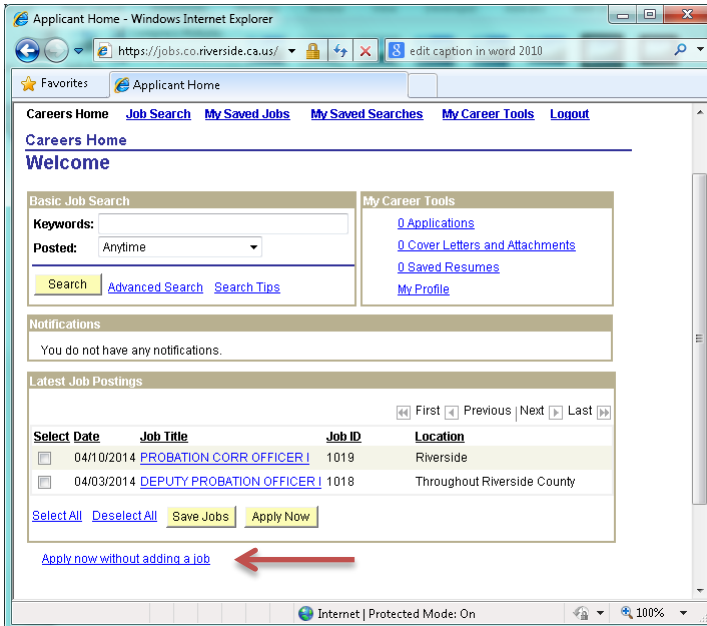 Applicant Home - Windows Internet Explorer
https://jobs.co.riverside.ca.us/ edit caption in word 2010
Favorites Applicant Home
Careers Home Job Search My Saved Jobs My Saved Searches My Career Tools Logout
Careers Home
Welcome
Basic Job Search
Keywords:
Posted: Anytime
Search Advanced Search Search Tips
My Career Tools
0 Applications
0 Cover Letters and Attachments
0 Saved Resumes
My Profile
Notifications
You do not have any notifications.
Latest Job Postings
First Previous | Next Last
Select Date Job Title Job ID Location
04/10/2014 PROBATION CORR OFFICER I 1019 Riverside
04/03/2014 DEPUTY PROBATION OFFICER I 1018 Throughout Riverside County
Select All Deselect All Save Jobs Apply Now
Apply now without adding a job
Internet | Protected Mode: On 100%